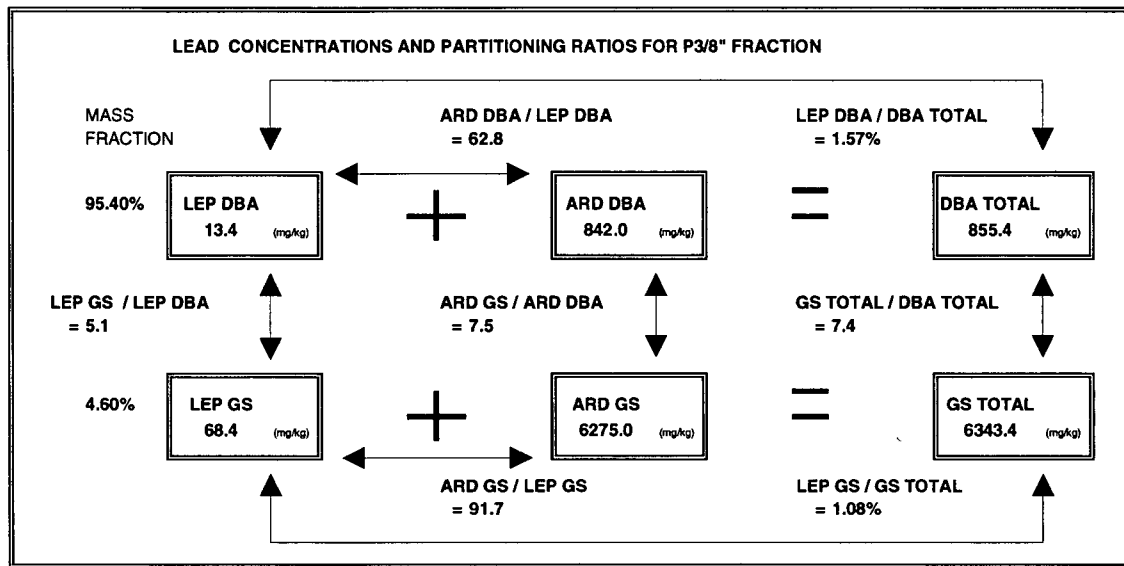 LEAD CONCENTRATIONS AND PARTITIONING RATIOS FOR P3/8" FRACTION
MASS
FRACTION
ARD DBA / LEP DBA
= 62.8
LEP DBA / DBA TOTAL
= 1.57%
95.40%
LEP DBA
13.4 (mg/kg)
+
ARD DBA
842.0 (mg/kg)
=
DBA TOTAL
855.4 (mg/kg)
LEP GS / LEP DBA
= 5.1
ARD GS / ARD DBA
= 7.5
GS TOTAL / DBA TOTAL
= 7.4
4.60%
LEP GS
68.4 (mg/kg)
+
ARD GS
6275.0 (mg/kg)
=
GS TOTAL
6343.4 (mg/kg)
ARD GS / LEP GS
= 91.7
LEP GS / GS TOTAL
= 1.08%